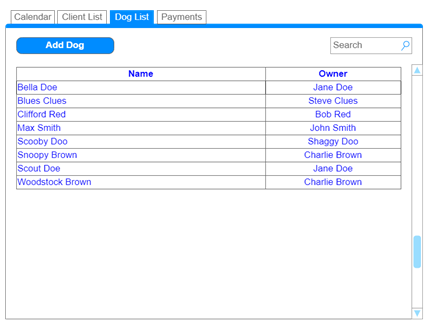 Calendar Client List Dog List Payments
Add Dog Search
Name Owner
Bella Doe Jane Doe
Blues Clues Steve Clues
Clifford Red Bob Red
Max Smith John Smith
Scooby Doo Shaggy Doo
Snoopy Brown Charlie Brown
Scout Doe Jane Doe
Woodstock Brown Charlie Brown